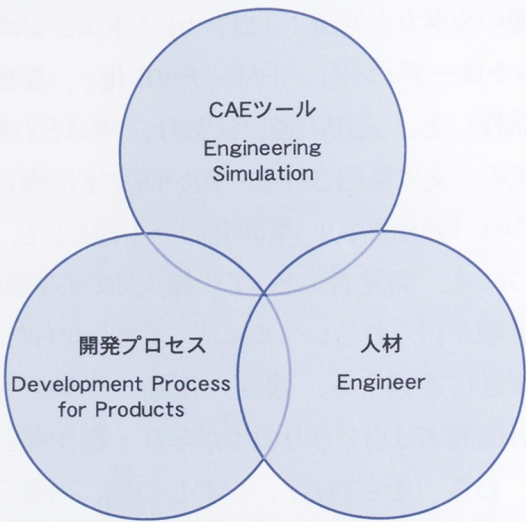 CAEツール
Engineering
Simulation
開発プロセス
Development Process
for Products
人材
Engineer